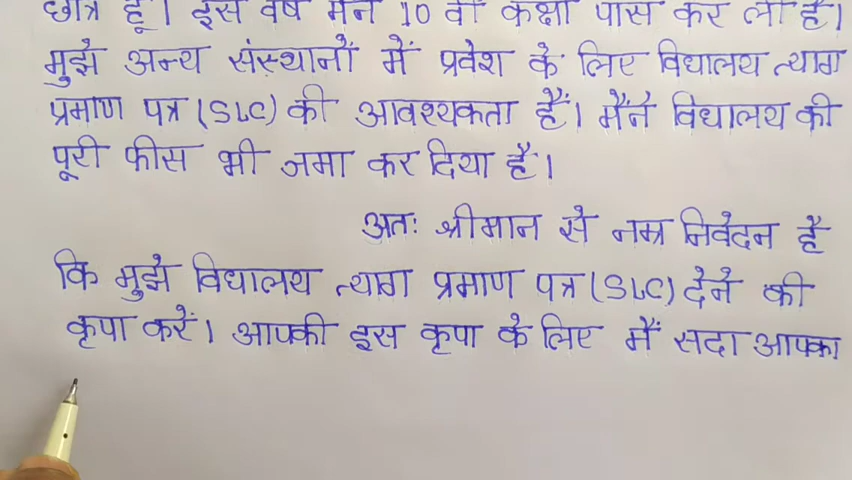 छात्र हूँ। इस वर्ष मैंने 10 वीं कक्षा पास कर ली है।
मुझे अन्य संस्थानों में प्रवेश के लिए विद्यालय त्याग
प्रमाण पत्र (SLC) की आवश्यकता हैं। मैंने विद्यालय की
पूरी फीस भी जमा कर दिया है।
अतः श्रीमान से नम्र निवेदन है
कि मुझे विद्यालय त्याग प्रमाण पत्र (SLC) देने की
कृपा करें। आपकी इस कृपा के लिए मैं सदा आपका